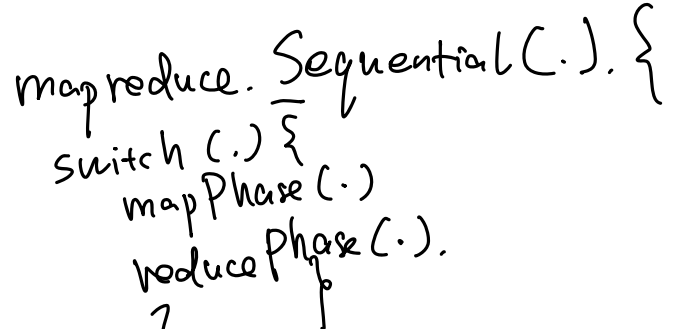 mapreduce. Sequential(.). {
switch (.) {
mapPhase (.)
reducePhase(.).
}